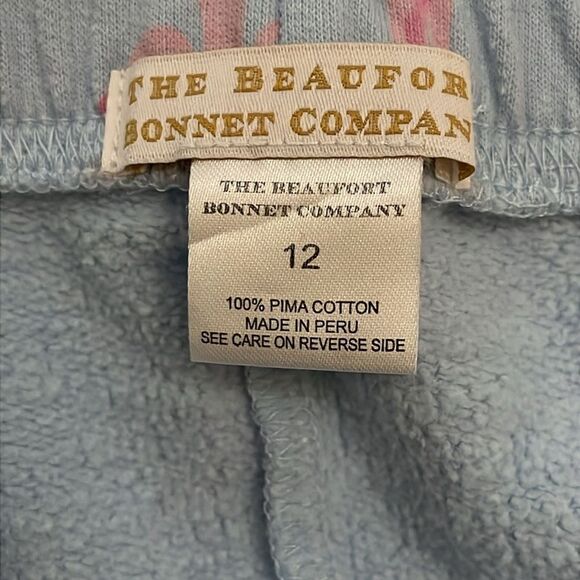 THE BEAUFOR
BONNET COMPAN
THE BEAUFORT
BONNET COMPANY
12
100% PIMA COTTON
MADE IN PERU
SEE CARE ON REVERSE SIDE